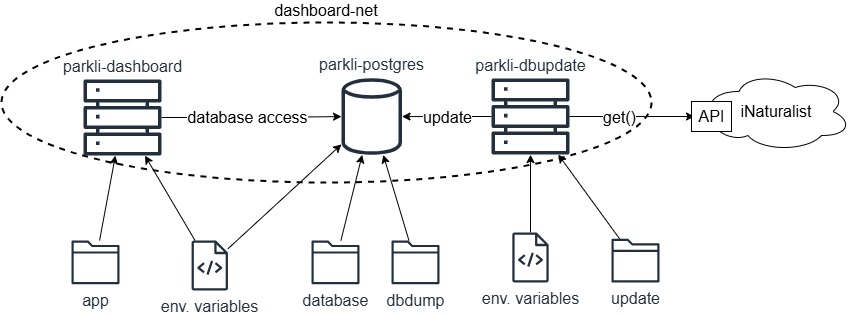 dashboard-net
parkli-dashboard
parkli-postgres
parkli-dbupdate
database access
update
get()
API
iNaturalist
</>
</>
app
env. variables
database
dbdump
env. variables
update